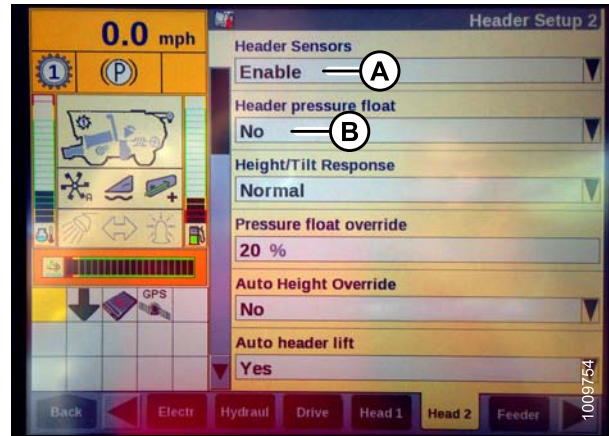 0.0 mph
Header Setup 2
1
(P)
Header Sensors
Enable
A
Header pressure float
No
B
Height/Tilt Response
Normal
A
+
Pressure float override
20 %
Auto Height Override
No
GPS
Auto header lift
Yes
1009754
Back
Electr
Hydraul
Drive
Head 1
Head 2
Feeder